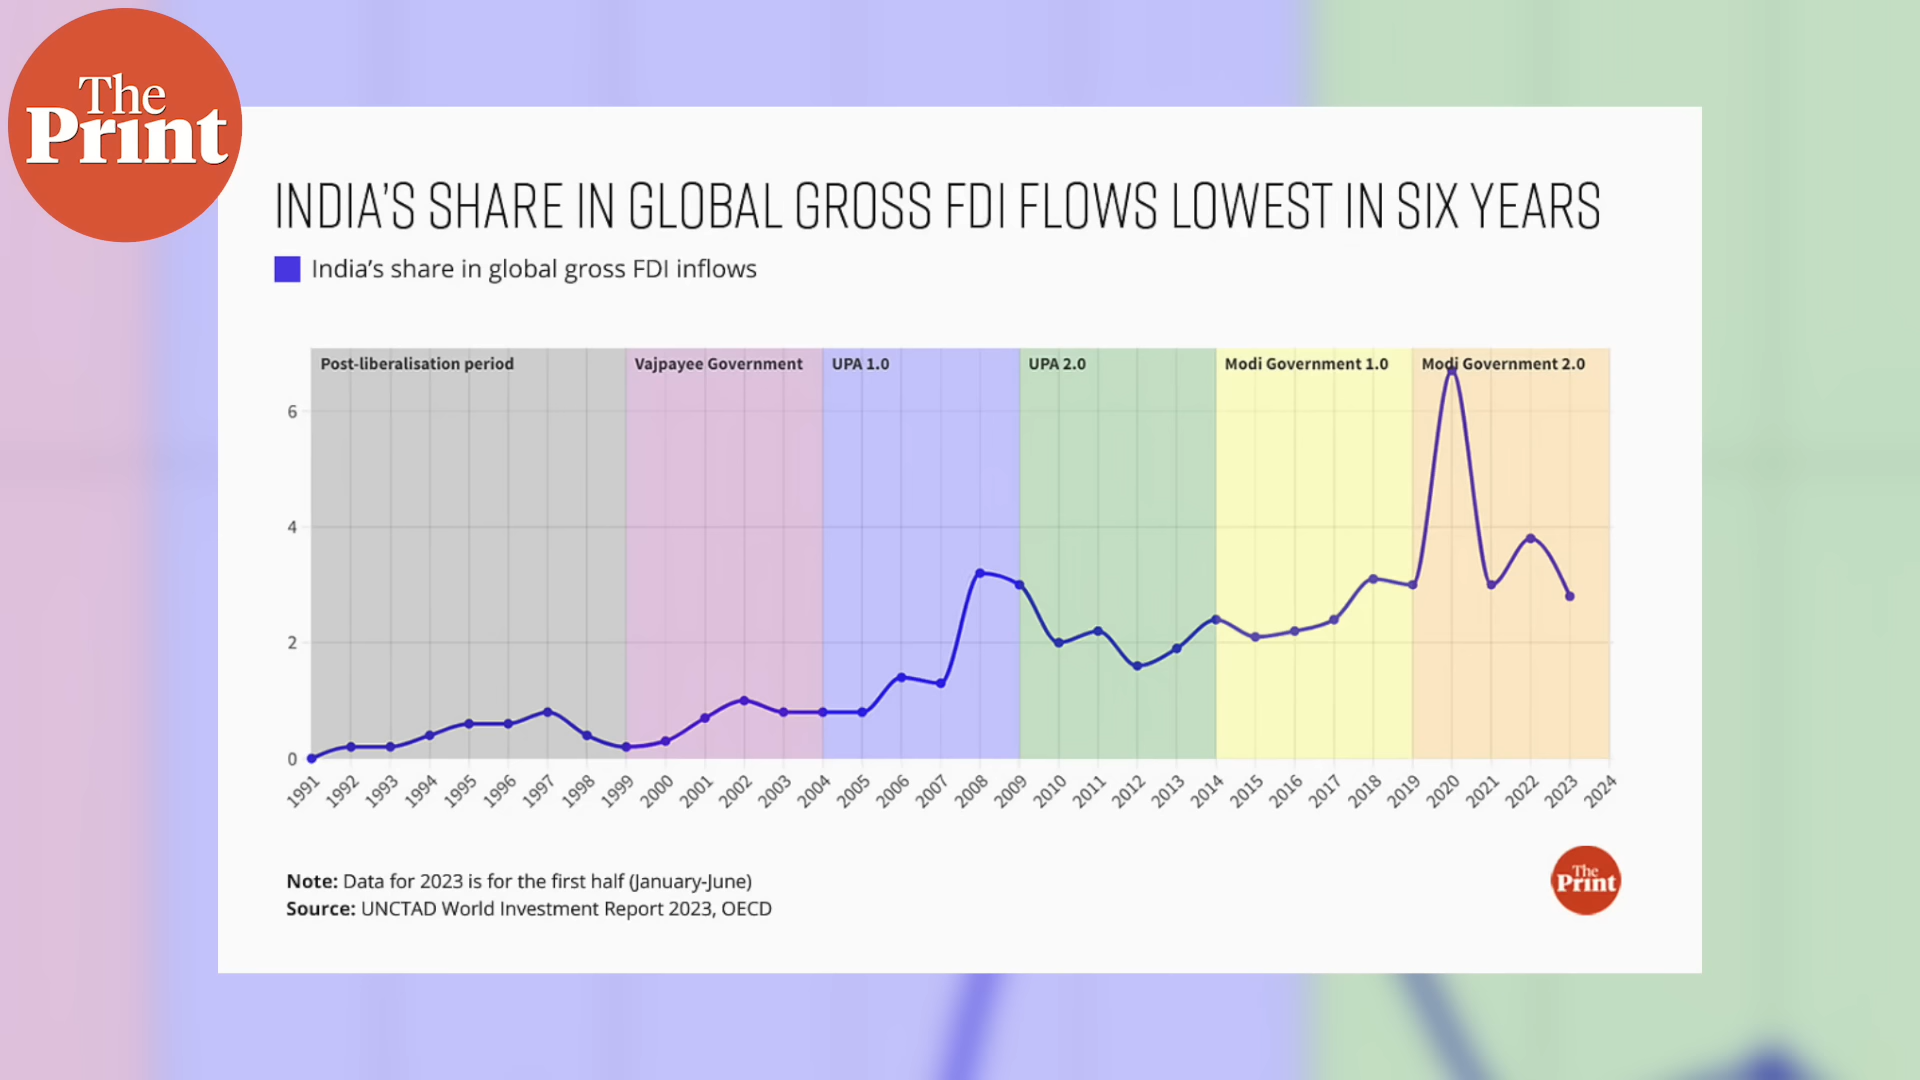 The
Print
INDIA'S SHARE IN GLOBAL GROSS FDI FLOWS LOWEST IN SIX YEARS
India's share in global gross FDI inflows
Post-liberalisation period
Vajpayee Government
UPA 1.0
UPA 2.0
Modi Government 1.0
Modi Government 2.0
6
4
2
0
1991
1992
1993
1994
1995
1996
1997
1998
1999
2000
2001
2002
2003
2004
2005
2006
2007
2008
2009
2010
2011
2012
2013
2014
2015
2016
2017
2018
2019
2020
2021
2022
2023
2024
Note: Data for 2023 is for the first half (January-June)
Source: UNCTAD World Investment Report 2023, OECD
The
Print